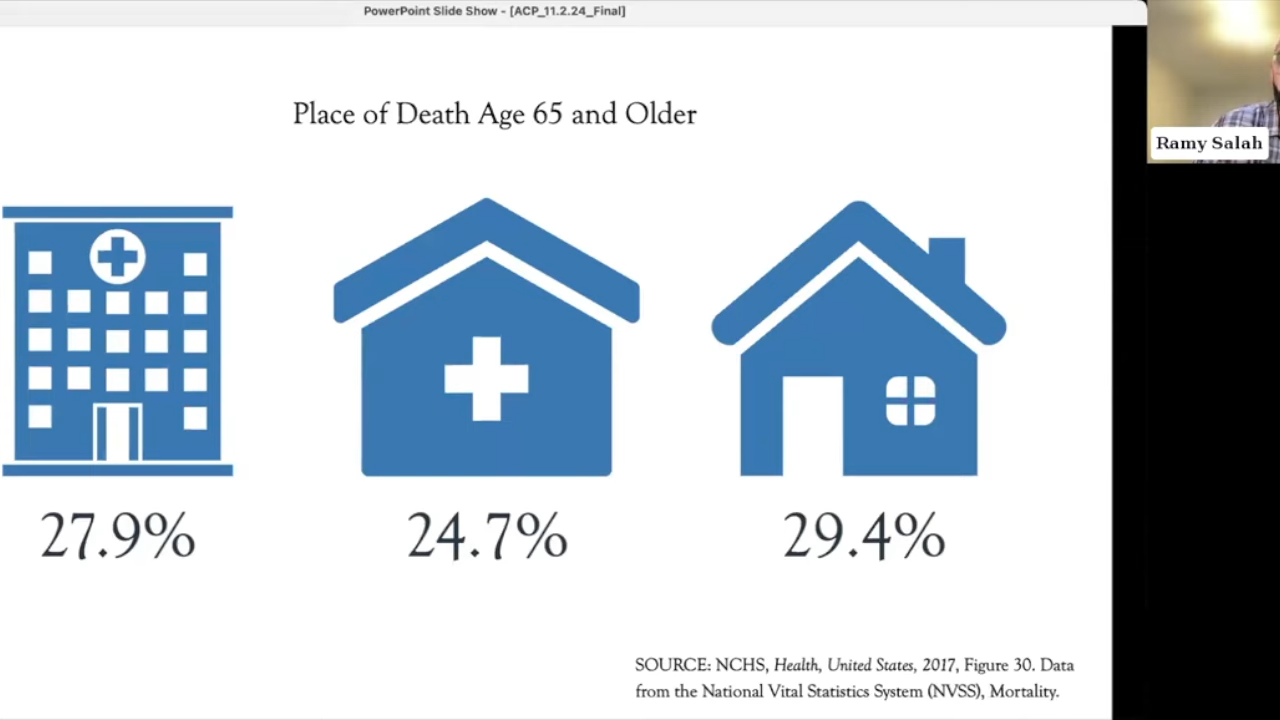 PowerPoint Slide Show - [ACP_11.2.24_Final]
Place of Death Age 65 and Older
Ramy Salah
27.9%
24.7%
29.4%
SOURCE: NCHS, Health, United States, 2017, Figure 30. Data
from the National Vital Statistics System (NVSS), Mortality.